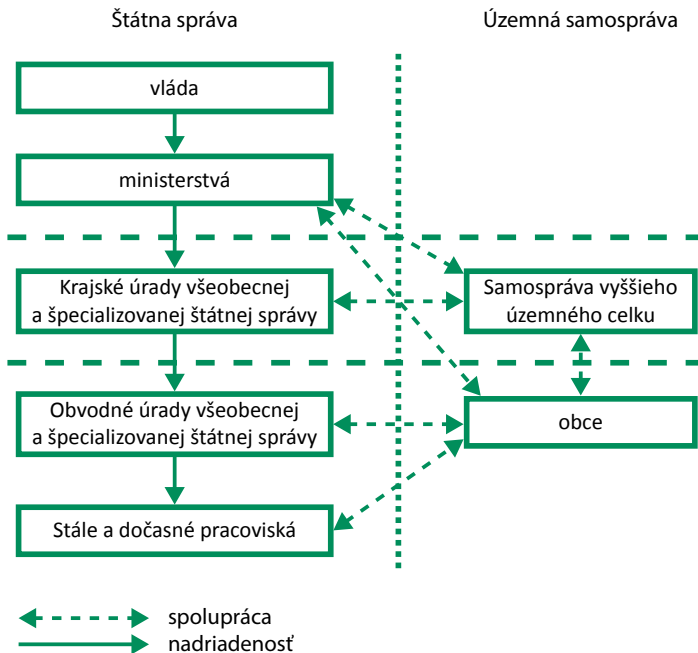 Štátna správa
Územná samospráva
vláda
ministerstvá
Krajské úrady všeobecnej
a špecializovanej štátnej správy
Samospráva vyššieho
územného celku
Obvodné úrady všeobecnej
a špecializovanej štátnej správy
obce
Stále a dočasné pracoviská
spolupráca
nadriadenosť